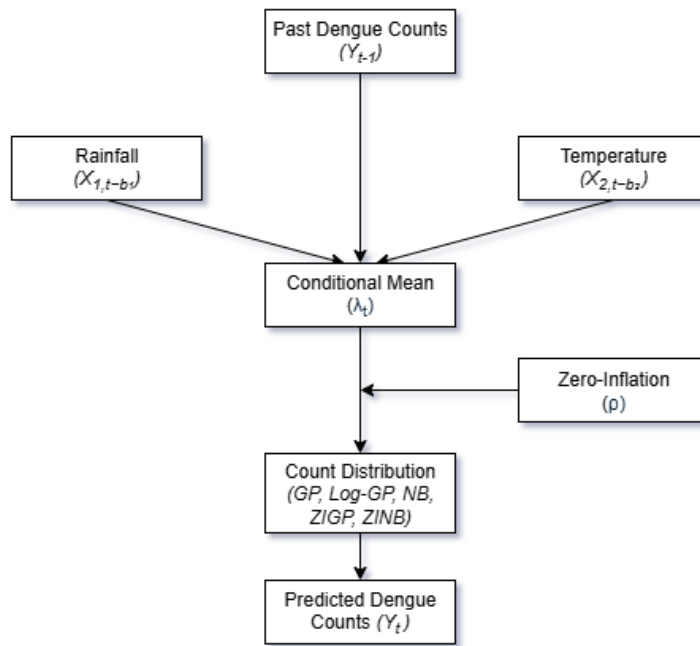 Past Dengue Counts
(Yₜ₋₁)
Rainfall
(X₁,ₜ₋b₁)
Temperature
(X₂,ₜ₋b₂)
Conditional Mean
(λₜ)
Zero-Inflation
(ρ)
Count Distribution
(GP, Log-GP, NB,
ZIGP, ZINB)
Predicted Dengue
Counts (Yₜ)